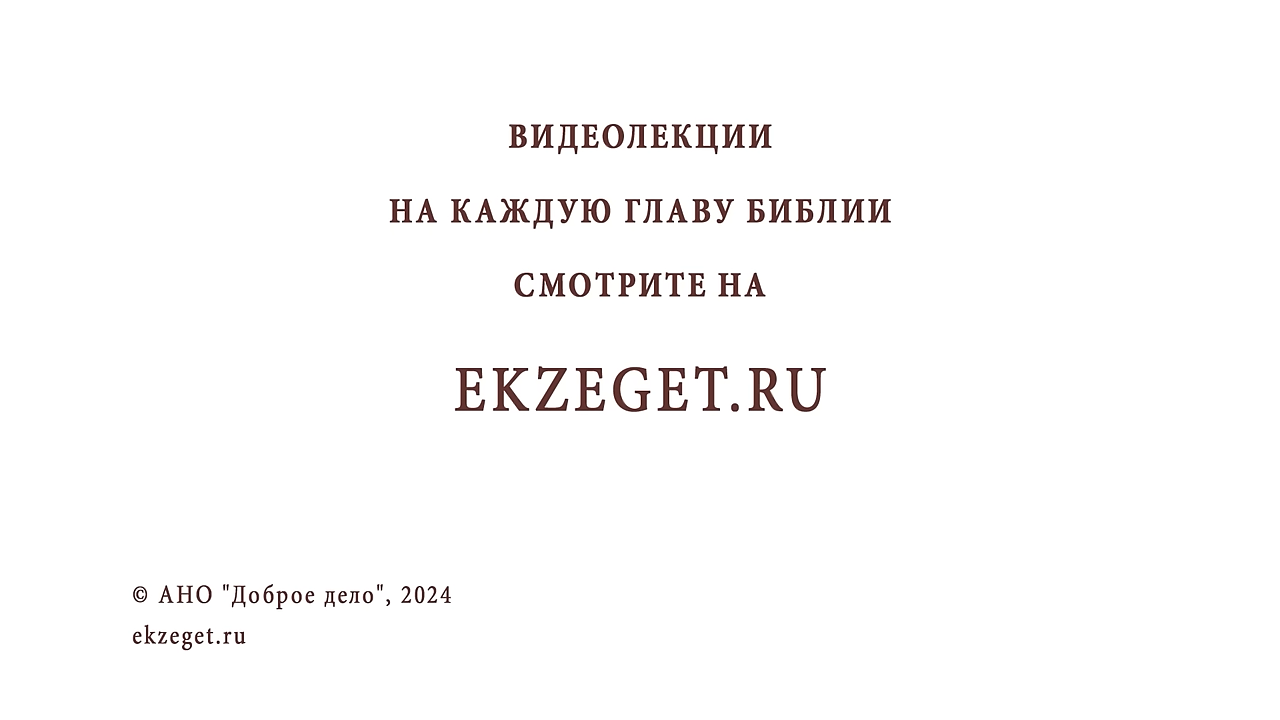 ВИДЕОЛЕКЦИИ
НА КАЖДУЮ ГЛАВУ БИБЛИИ
СМОТРИТЕ НА
EKZEGET.RU
© АНО "Доброе дело", 2024
ekzeget.ru